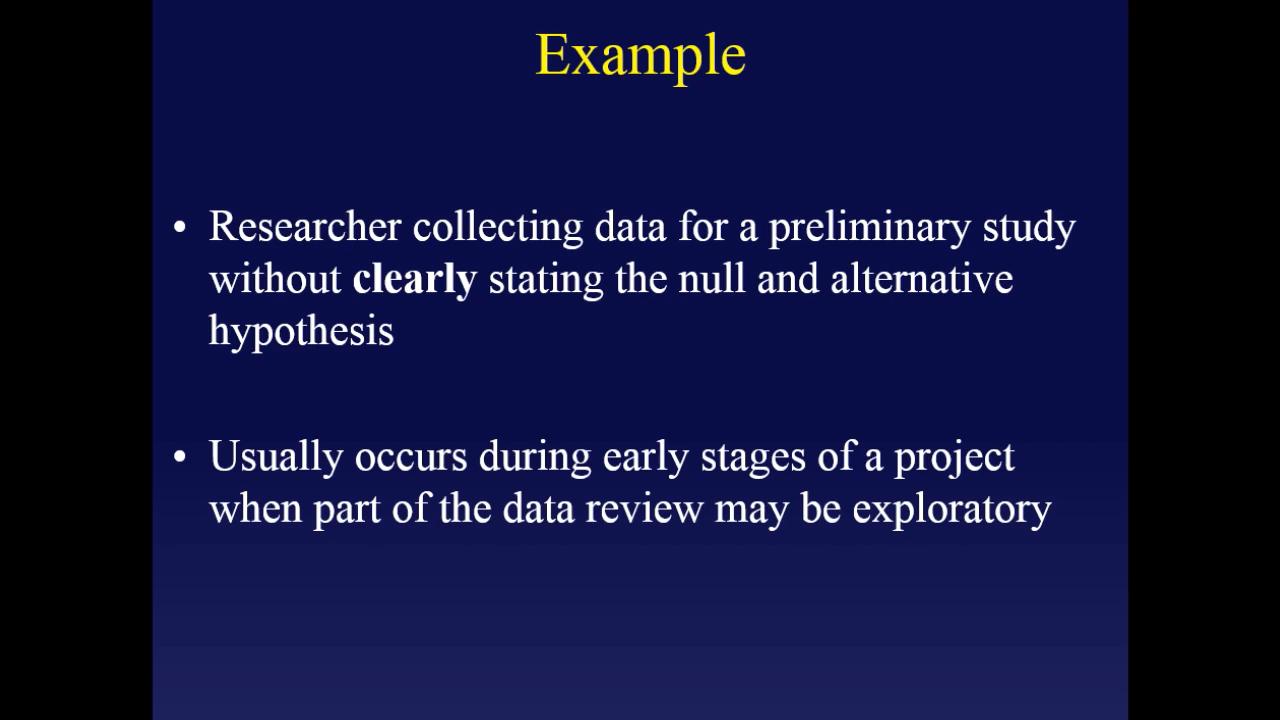 Example
• Researcher collecting data for a preliminary study
without clearly stating the null and alternative
hypothesis
• Usually occurs during early stages of a project
when part of the data review may be exploratory